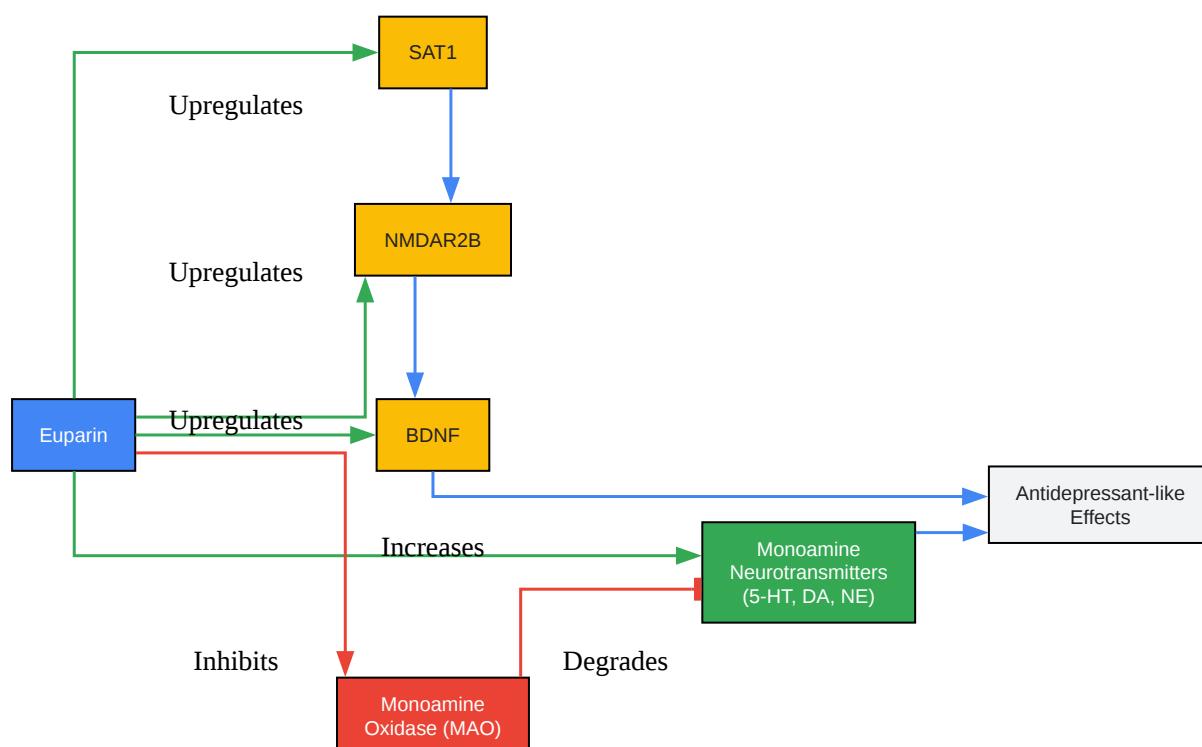 SAT1
Upregulates
NMDAR2B
Upregulates
Upregulates
Euparin
BDNF
Antidepressant-like
Effects
Increases
Monoamine
Neurotransmitters
(5-HT, DA, NE)
Inhibits
Degrades
Monoamine
Oxidase (MAO)